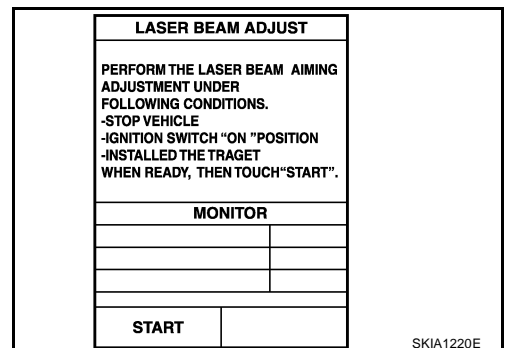 LASER BEAM ADJUST
PERFORM THE LASER BEAM AIMING
ADJUSTMENT UNDER
FOLLOWING CONDITIONS.
-STOP VEHICLE
-IGNITION SWITCH “ON ”POSITION
-INSTALLED THE TRAGET
WHEN READY, THEN TOUCH“START”.
MONITOR
START
SKIA1220E